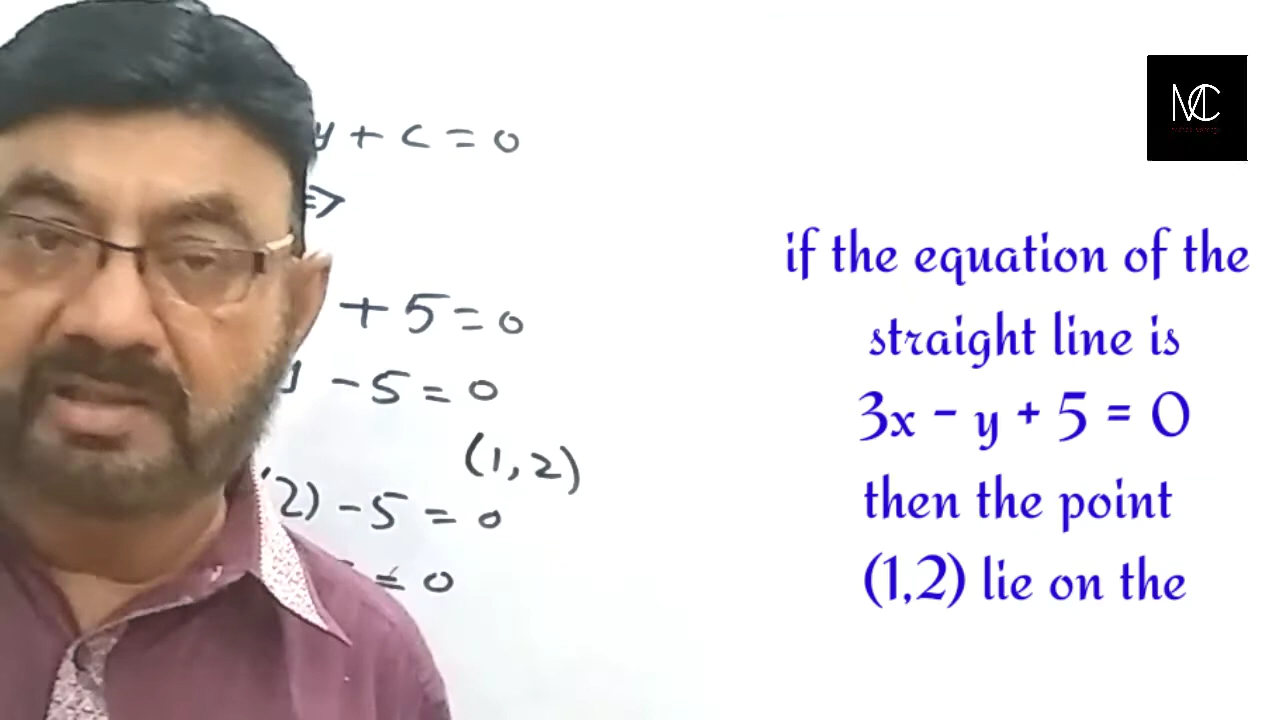 y + c = 0
=>
+ 5 = 0
- 5 = 0
(1, 2)
2) - 5 = 0
= 0
MC
if the equation of the
straight line is
3x - y + 5 = 0
then the point
(1,2) lie on the